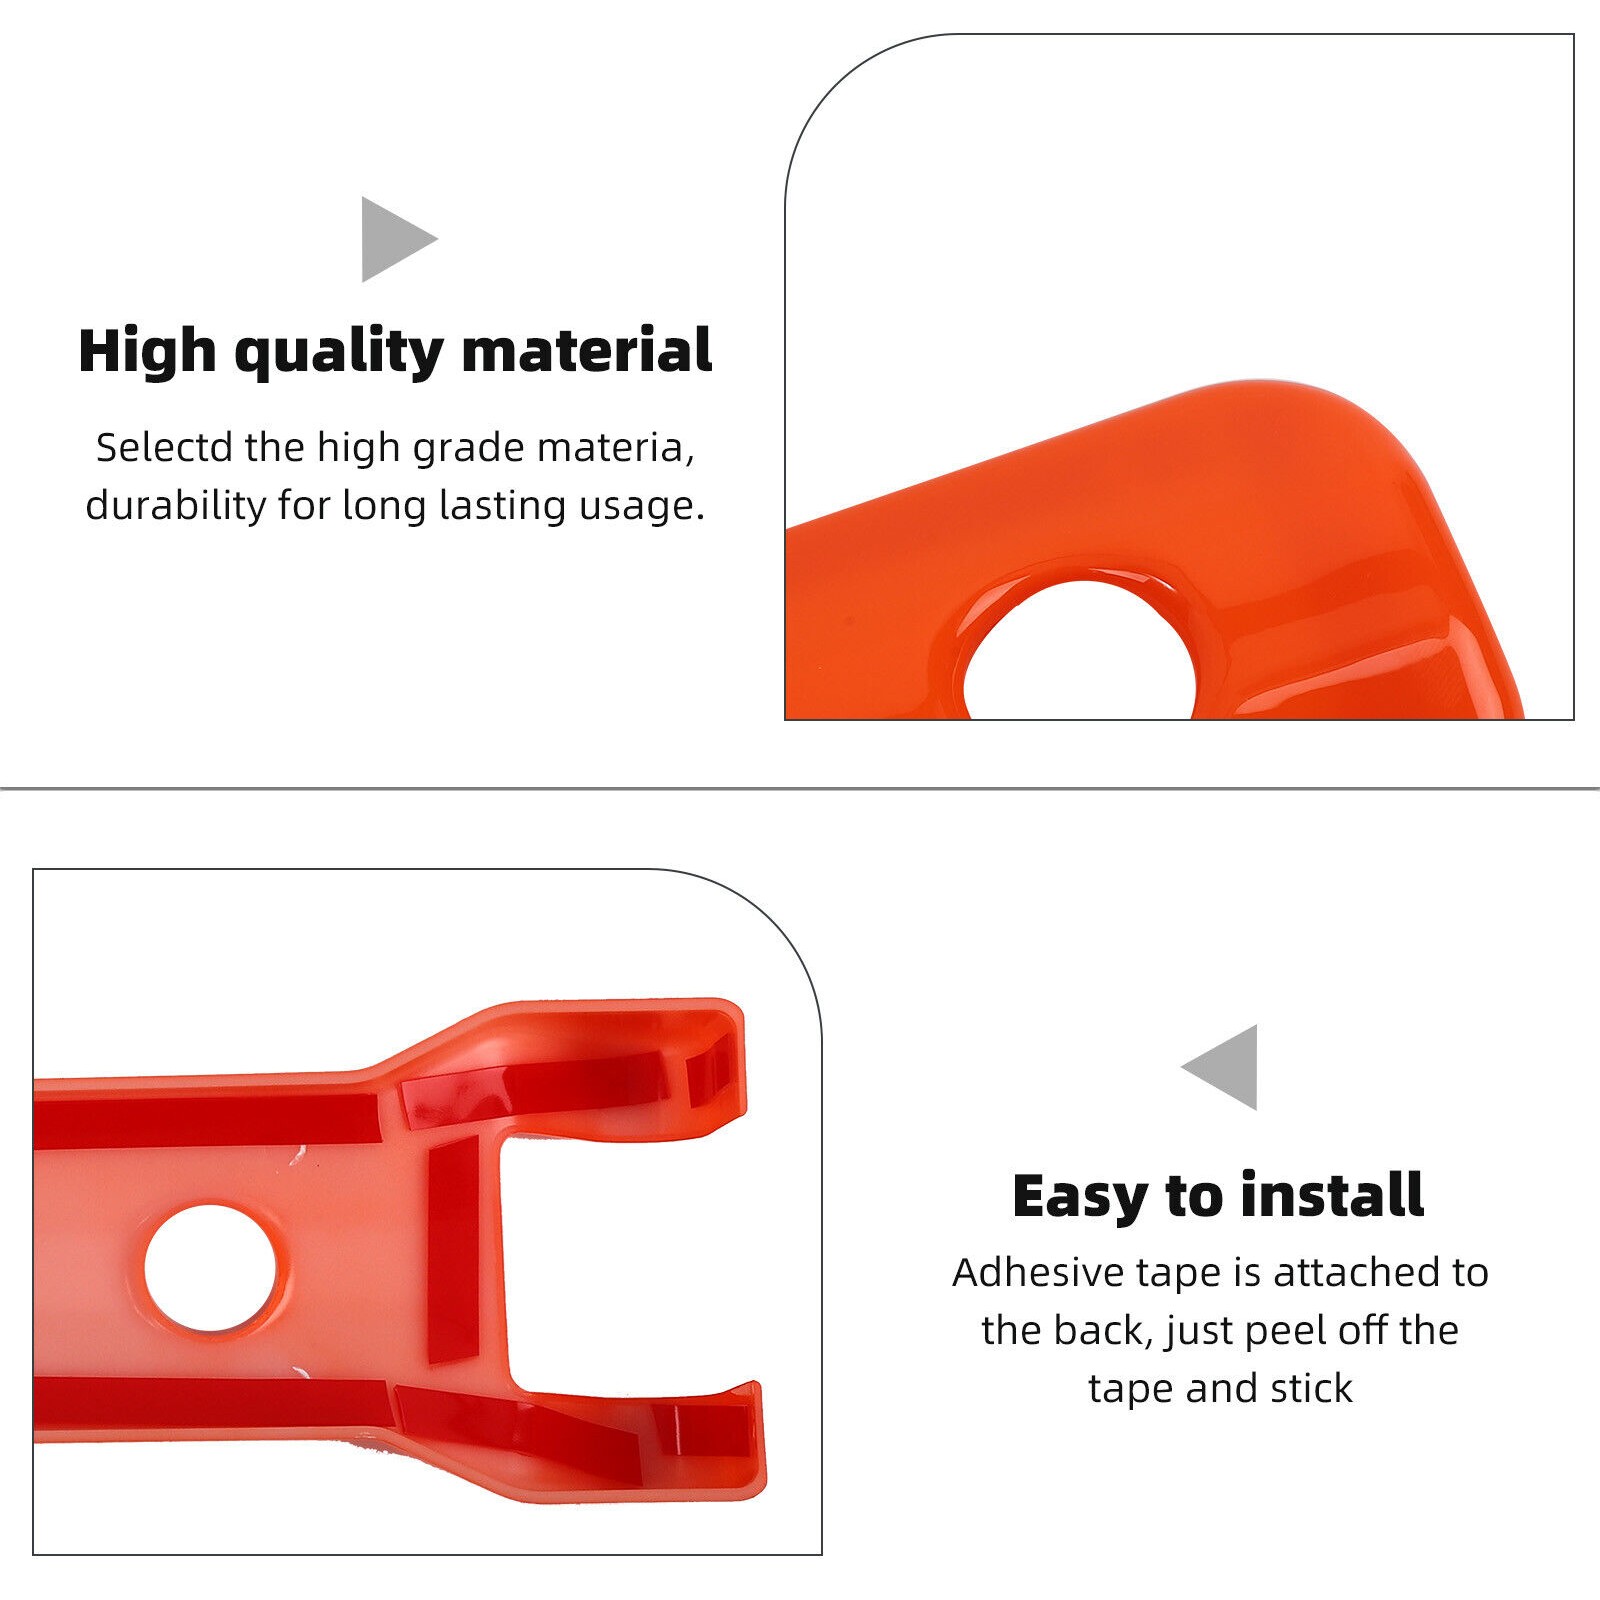 High quality material
Selectd the high grade materia,
durability for long lasting usage.
Easy to install
Adhesive tape is attached to
the back, just peel off the
tape and stick